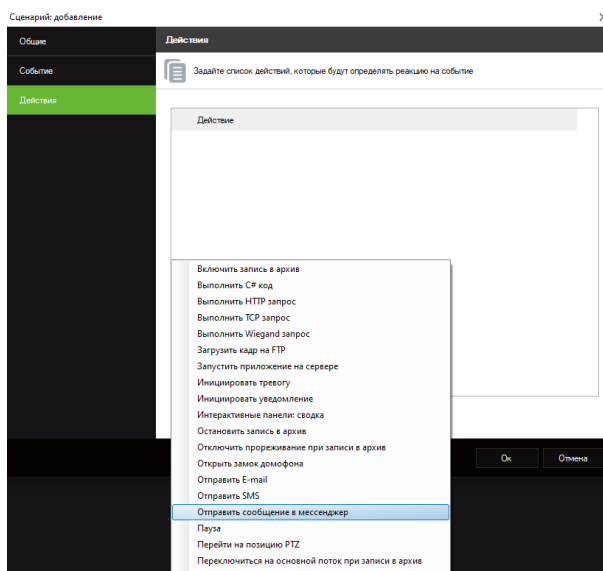 Сценарий: добавление
Общие
Событие
Действия
Действия
Задайте список действий, которые будут определять реакцию на событие
Действие
Включить запись в архив
Выполнить C# код
Выполнить HTTP запрос
Выполнить TCP запрос
Выполнить Wiegand запрос
Загрузить кадр на FTP
Запустить приложение на сервере
Инициировать тревогу
Инициировать уведомление
Интерактивные панели: сводка
Остановить запись в архив
Отключить прореживание при записи в архив
Открыть замок домофона
Отправить E-mail
Отправить SMS
Отправить сообщение в мессенджер
Пауза
Перейти на позицию PTZ
Переключиться на основной поток при записи в архив
Ок
Отмена